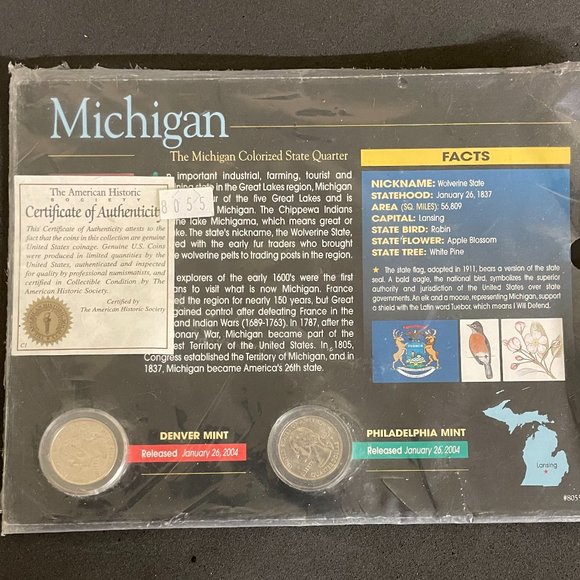 Michigan
The Michigan Colorized State Quarter
The American Historic
SOCIETY
Certificate of Authenticit
This Certificate of Authenticity attests to the
fact that the coins in this collection are genuine
United States coinage. Genuine U.S. Coins
were produced in limited quantities by the
United States, authenticated and inspected
for quality by professional numismatists, and
certified in Collectible Condition by The
American Historic Society.
Certified by
The American Historic Society
CI
8055
n important industrial, farming, tourist and
ning state in the Great Lakes region, Michigan
ur of the five Great Lakes and is
Michigan. The Chippewa Indians
he lake Michigama, which means great or
ke. The state's nickname, the Wolverine State,
d with the early fur traders who brought
e wolverine pelts to trading posts in the region.
explorers of the early 1600's were the first
ans to visit what is now Michigan. France
ed the region for nearly 150 years, but Great
gained control after defeating France in the
and Indian Wars (1689-1763). In 1787, after the
onary War, Michigan became part of the
est Territory of the United States. In 1805,
Congress established the Territory of Michigan, and in
1837, Michigan became America's 26th state.
FACTS
NICKNAME: Wolverine State
STATEHOOD: January 26, 1837
AREA (SQ. MILES): 56,809
CAPITAL: Lansing
STATE BIRD: Robin
STATE FLOWER: Apple Blossom
STATE TREE: White Pine
★ The state flag, adopted in 1911, bears a version of the state
seal. A bald eagle, the national bird, symbolizes the superior
authority and jurisdiction of the United States over state
governments. An elk and a moose, representing Michigan, support
a shield with the Latin word Tuebor, which means I Will Defend.
DENVER MINT
Released January 26, 2004
PHILADELPHIA MINT
Released January 26, 2004
Lansing
#805